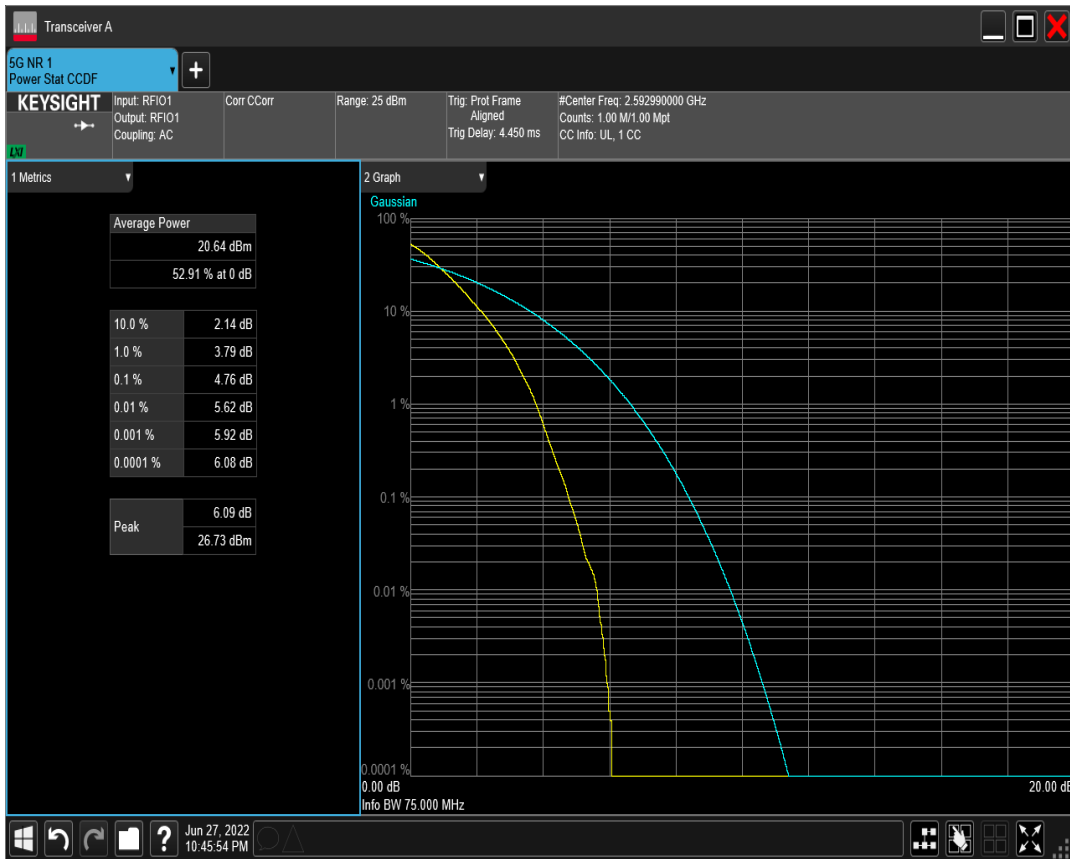 Transceiver A
5G NR 1
Power Stat CCDF
+
KEYSIGHT
LXI
Input: RFIO1
Output: RFIO1
Coupling: AC
Corr CCorr
Range: 25 dBm
Trig: Prot Frame
Aligned
Trig Delay: 4.450 ms
#Center Freq: 2.592990000 GHz
Counts: 1.00 M/1.00 Mpt
CC Info: UL, 1 CC
1 Metrics
Average Power
20.64 dBm
52.91 % at 0 dB
10.0 % 2.14 dB
1.0 % 3.79 dB
0.1 % 4.76 dB
0.01 % 5.62 dB
0.001 % 5.92 dB
0.0001 % 6.08 dB
Peak 6.09 dB
26.73 dBm
2 Graph
Gaussian
100 %
10 %
1 %
0.1 %
0.01 %
0.001 %
0.0001 %
0.00 dB 20.00 dB
Info BW 75.000 MHz
?
Jun 27, 2022
10:45:54 PM